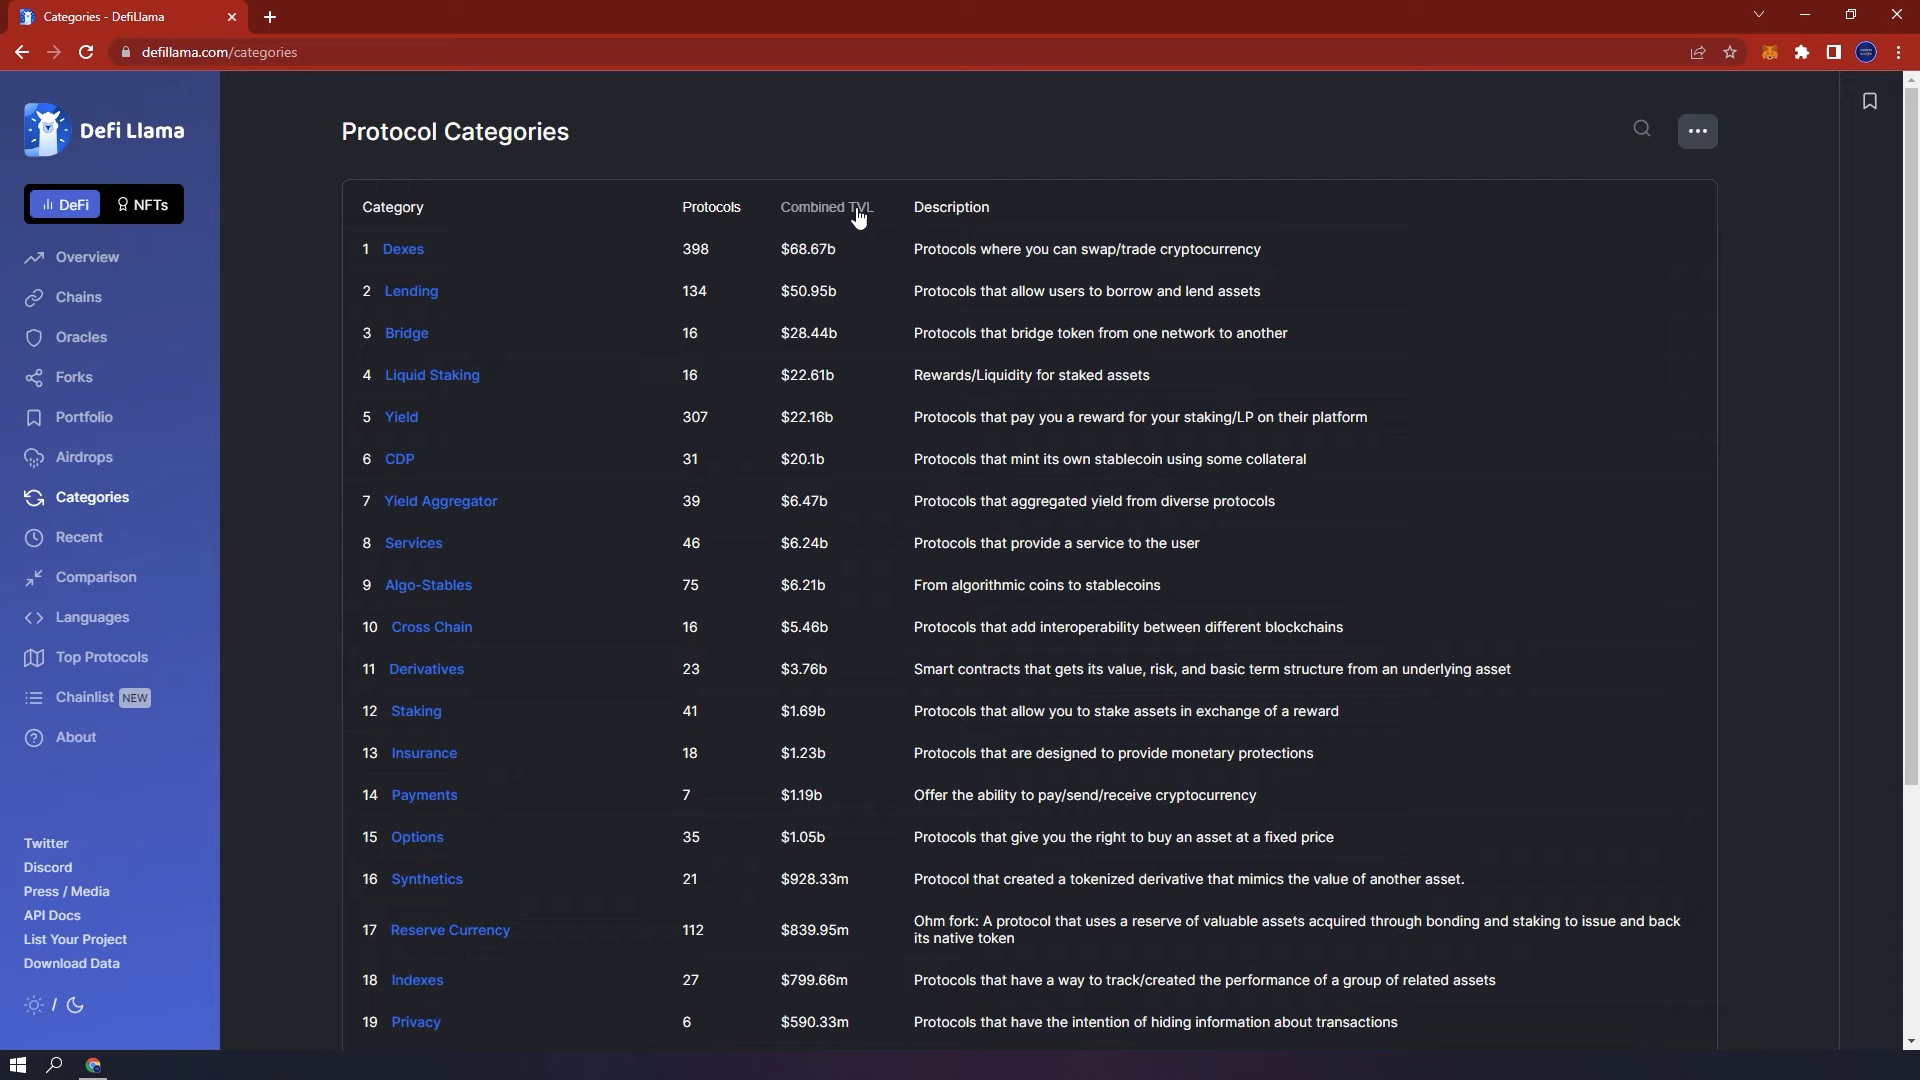 Categories - DefiLlama
defillama.com/categories
Defi Llama
DeFi
NFTs
Overview
Chains
Oracles
Forks
Portfolio
Airdrops
Categories
Recent
Comparison
Languages
Top Protocols
Chainlist NEW
About
Twitter
Discord
Press / Media
API Docs
List Your Project
Download Data
/
Protocol Categories
Category Protocols Combined TVL Description
1 Dexes 398 $68.67b Protocols where you can swap/trade cryptocurrency
2 Lending 134 $50.95b Protocols that allow users to borrow and lend assets
3 Bridge 16 $28.44b Protocols that bridge token from one network to another
4 Liquid Staking 16 $22.61b Rewards/Liquidity for staked assets
5 Yield 307 $22.16b Protocols that pay you a reward for your staking/LP on their platform
6 CDP 31 $20.1b Protocols that mint its own stablecoin using some collateral
7 Yield Aggregator 39 $6.47b Protocols that aggregated yield from diverse protocols
8 Services 46 $6.24b Protocols that provide a service to the user
9 Algo-Stables 75 $6.21b From algorithmic coins to stablecoins
10 Cross Chain 16 $5.46b Protocols that add interoperability between different blockchains
11 Derivatives 23 $3.76b Smart contracts that gets its value, risk, and basic term structure from an underlying asset
12 Staking 41 $1.69b Protocols that allow you to stake assets in exchange of a reward
13 Insurance 18 $1.23b Protocols that are designed to provide monetary protections
14 Payments 7 $1.19b Offer the ability to pay/send/receive cryptocurrency
15 Options 35 $1.05b Protocols that give you the right to buy an asset at a fixed price
16 Synthetics 21 $928.33m Protocol that created a tokenized derivative that mimics the value of another asset.
17 Reserve Currency 112 $839.95m Ohm fork: A protocol that uses a reserve of valuable assets acquired through bonding and staking to issue and back
its native token
18 Indexes 27 $799.66m Protocols that have a way to track/created the performance of a group of related assets
19 Privacy 6 $590.33m Protocols that have the intention of hiding information about transactions